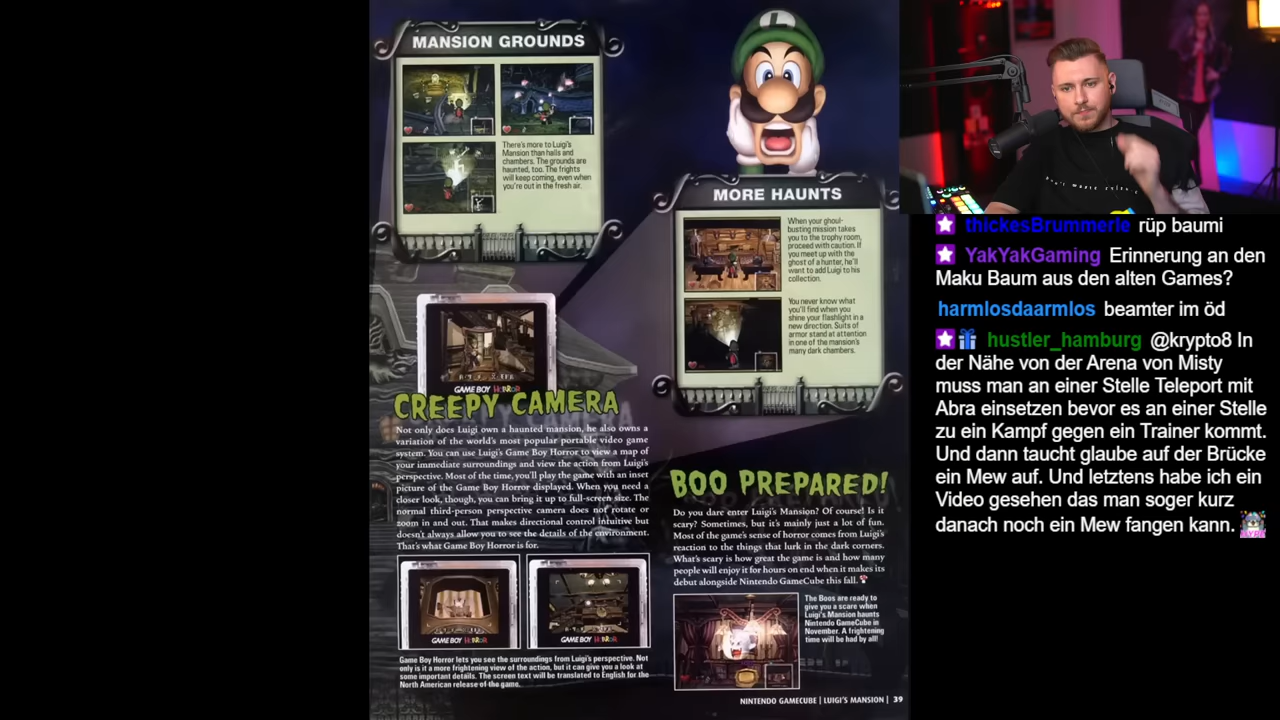 MANSION GROUNDS
There's more to Luigi's
Mansion than halls and
chambers. The grounds are
haunted, too. The frights
will keep coming, even when
you're out in the fresh air.
MORE HAUNTS
When your ghoul-
busting mission takes
you to the trophy room,
proceed with caution. If
you meet up with the
ghost of a hunter, he'll
want to add Luigi to his
collection.
You never know what
you'll find when you
shine your flashlight in a
new direction. Suits of
armor stand at attention
in one of the mansion's
many dark chambers.
GAME BOY HORROR
CREEPY CAMERA
Not only does Luigi own a haunted mansion, he also owns a
variation of the world's most popular portable video game
system. You can use Luigi's Game Boy Horror to view a map of
your immediate surroundings and view the action from Luigi's
perspective. Most of the time, you'll play the game with an inset
picture of the Game Boy Horror displayed. When you need a
closer look, though, you can bring it up to full-screen size. The
normal third-person perspective camera does not rotate or
zoom in and out. That makes directional control intuitive but
doesn't always allow you to see the details of the environment.
That's what Game Boy Horror is for.
GAME BOY HORROR
GAME BOY HORROR
Game Boy Horror lets you see the surroundings from Luigi's perspective. Not
only is it a more frightening view of the action, but it can give you a look at
some important details. The screen text will be translated to English for the
North American release of the game.
BOO PREPARED!
Do you dare enter Luigi's Mansion? Of course! Is it
scary? Sometimes, but it's mainly just a lot of fun.
Most of the game's sense of horror comes from Luigi's
reaction to the things that lurk in the dark corners.
What's scary is how great the game is and how many
people will enjoy it for hours on end when it makes its
debut alongside Nintendo GameCube this fall.
The Boos are ready to
give you a scare when
Luigi's Mansion haunts
Nintendo GameCube in
November. A frightening
time will be had by all!
NINTENDO GAMECUBE | LUIGI'S MANSION | 39
thickesBrummerle rüp baumi
YakYakGaming Erinnerung an den
Maku Baum aus den alten Games?
harmlosdaarmlos beamter im öd
hustler_hamburg @krypto8 In
der Nähe von der Arena von Misty
muss man an einer Stelle Teleport mit
Abra einsetzen bevor es an einer Stelle
zu ein Kampf gegen ein Trainer kommt.
Und dann taucht glaube auf der Brücke
ein Mew auf. Und letztens habe ich ein
Video gesehen das man soger kurz
danach noch ein Mew fangen kann.